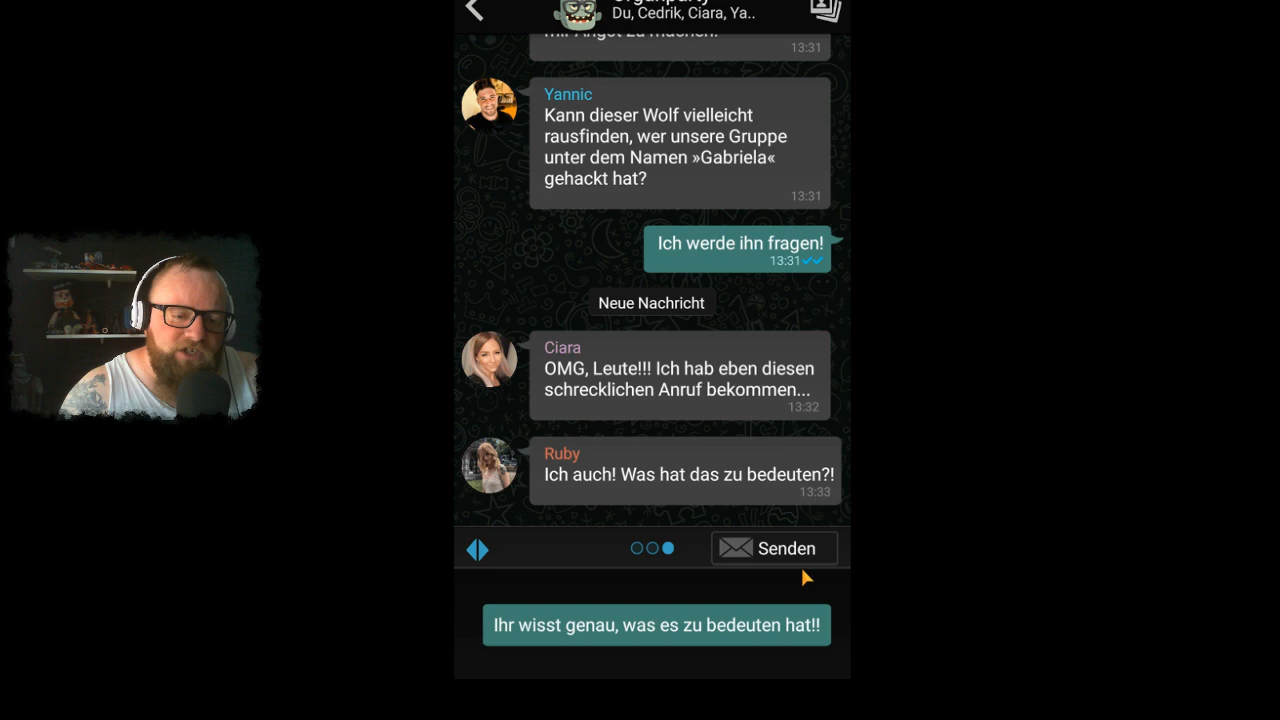 Du, Cedrik, Ciara, Ya..
13:31
Yannic
Kann dieser Wolf vielleicht
rausfinden, wer unsere Gruppe
unter dem Namen »Gabriela«
gehackt hat?
13:31
Ich werde ihn fragen!
13:31
Neue Nachricht
Ciara
OMG, Leute!!! Ich hab eben diesen
schrecklichen Anruf bekommen...
13:32
Ruby
Ich auch! Was hat das zu bedeuten?!
13:33
Senden
Ihr wisst genau, was es zu bedeuten hat!!